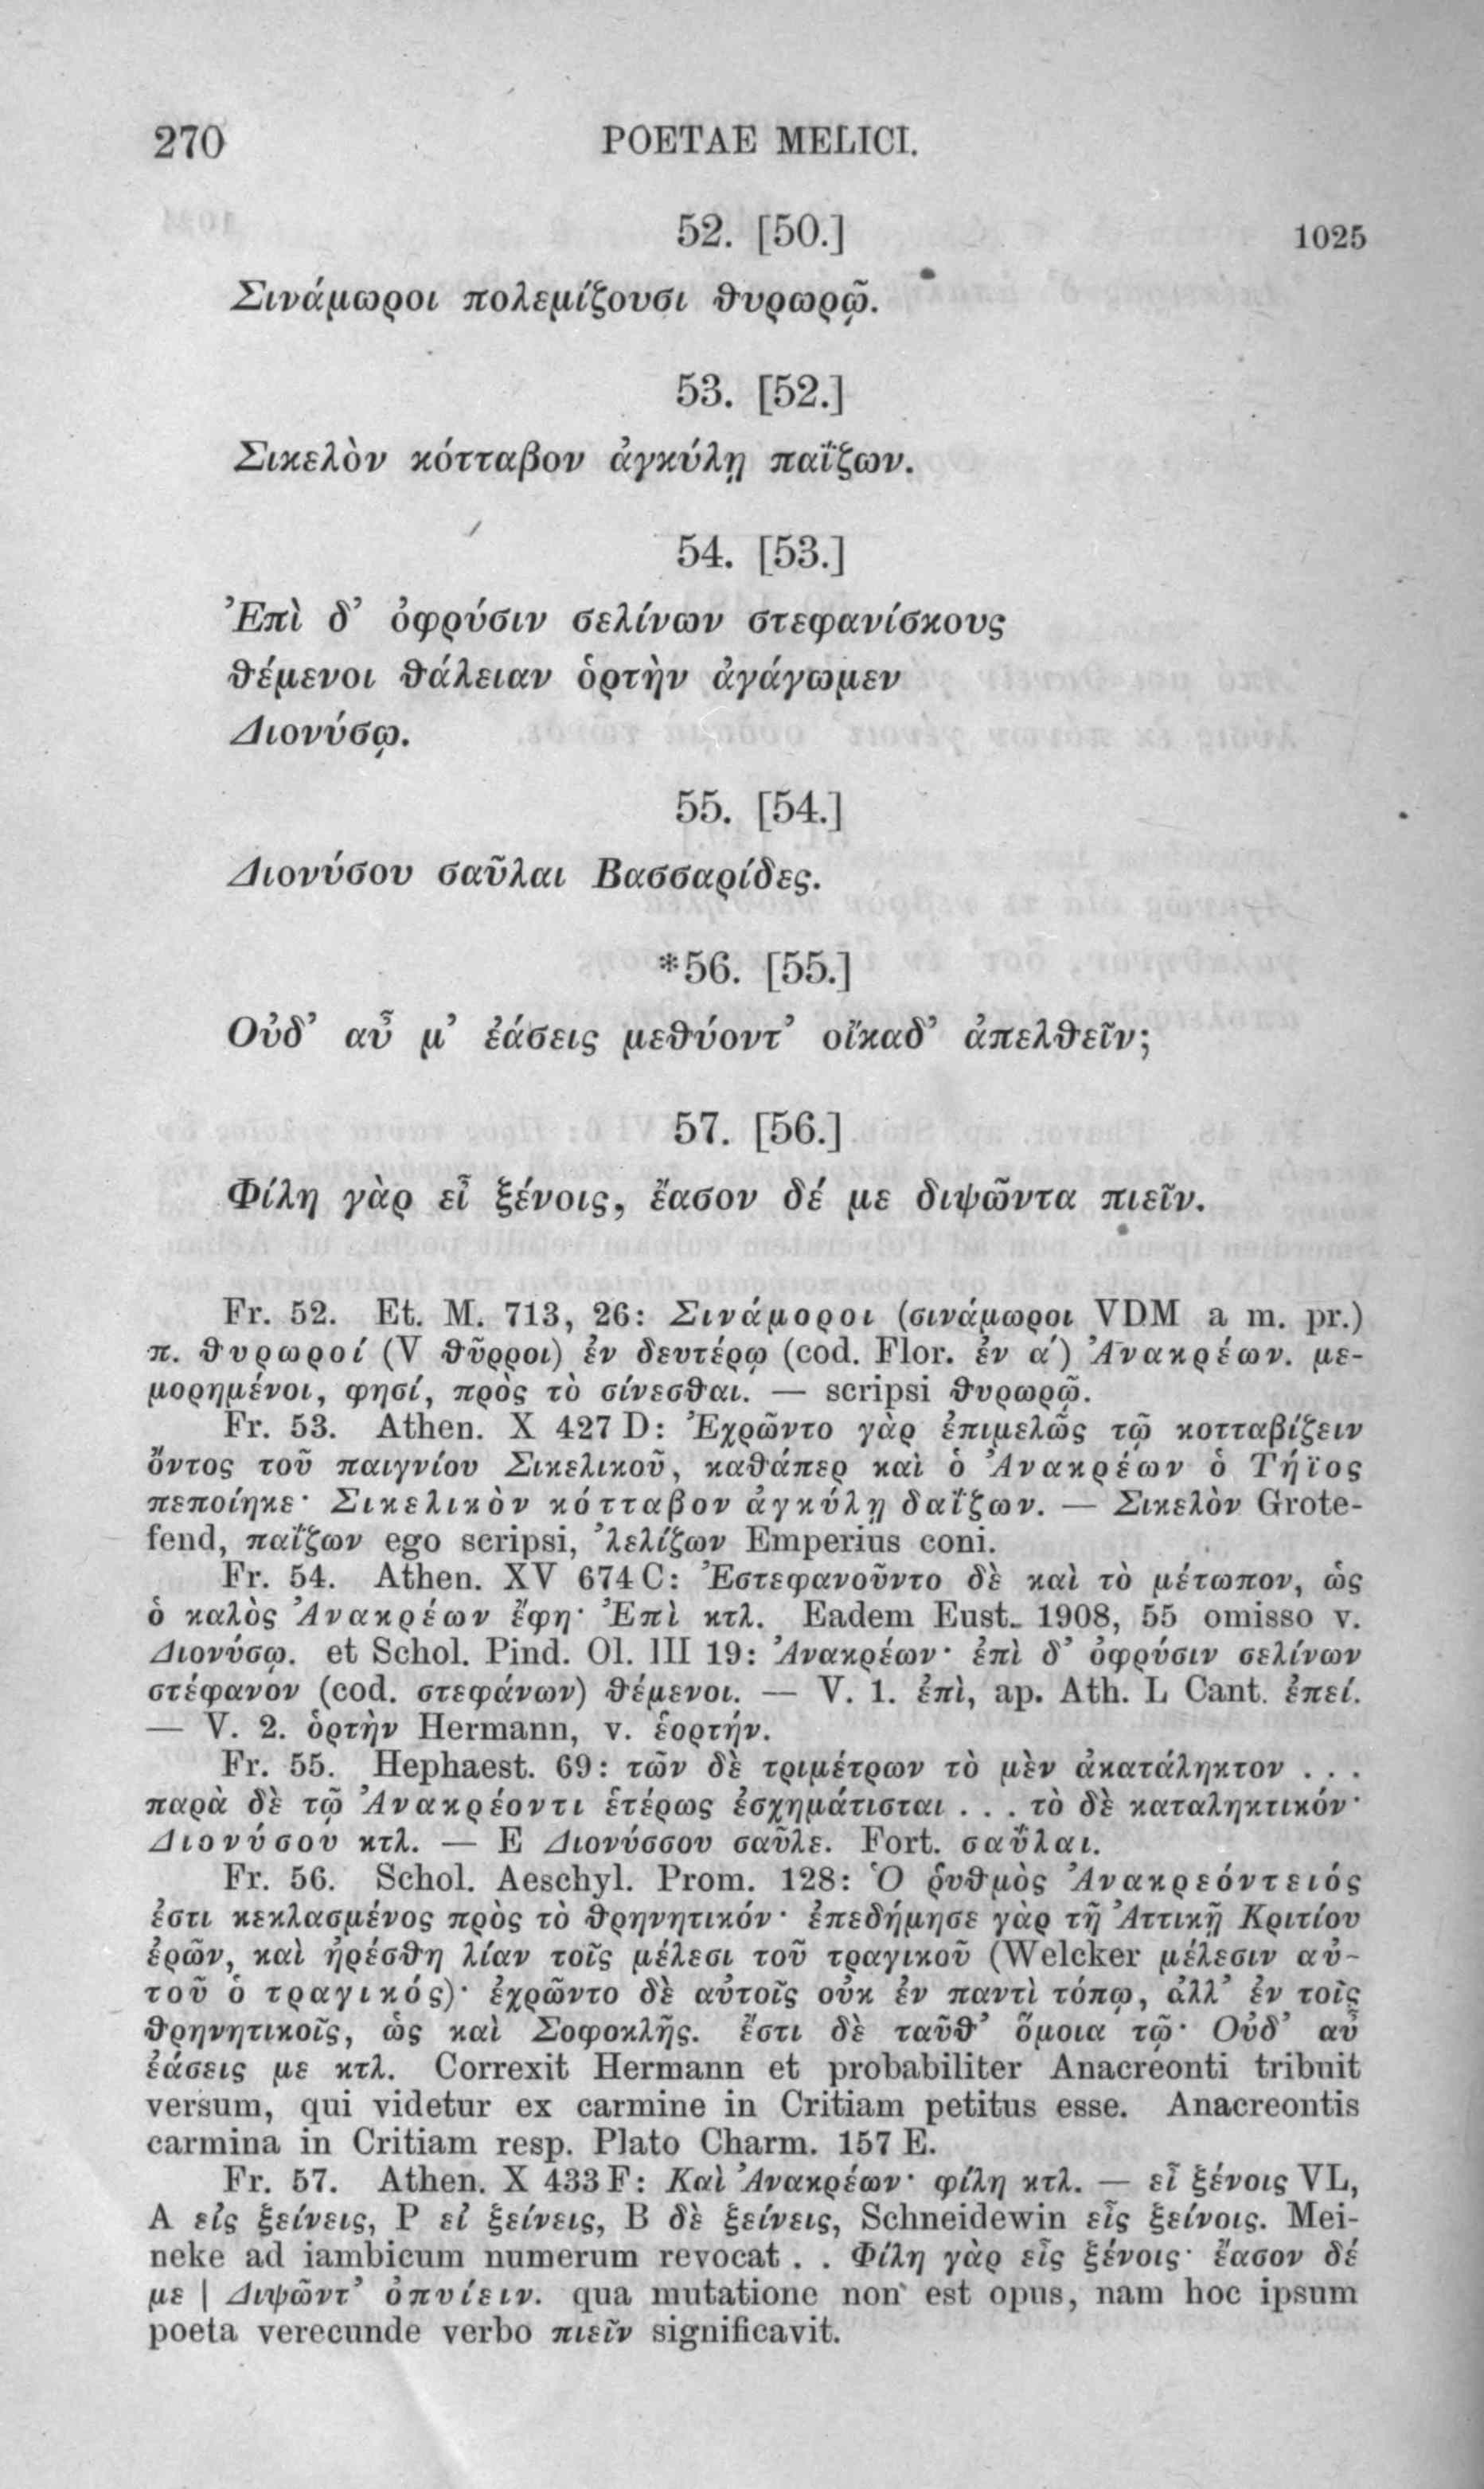 270 POETAE MELICI.
52. [50.] 1025
Σινάμωροι πολεμίζουσι θυρωρῷ.
53. [52.]
Σικελὸν κότταβον ἀγκύλῃ παΐζων.
54. [53.]
Ἐπὶ δ’ ὀφρύσιν σελίνων στεφανίσκους
θέμενοι θάλειαν ὁρτὴν ἀγάγωμεν
Διονύσῳ.
55. [54.]
Διονύσου σαῦλαι Βασσαρίδες.
*56. [55.]
Οὐδ’ αὖ μ’ ἐάσεις μεθύοντ’ οἴκαδ’ ἀπελθεῖν;
57. [56.]
Φίλη γὰρ εἶ ξένοις, ἔασον δέ με διψῶντα πιεῖν.
Fr. 52. Et. M. 713, 26: Σινάμοροι (σινάμωροι VDM a m. pr.)
π. θυρωροί (V θῦρροι) ἐν δευτέρῳ (cod. Flor. ἐν α’) Ἀνακρέων. με-
μορημένοι, φησί, πρὸς τὸ σίνεσθαι. — scripsi θυρωρῷ.
Fr. 53. Athen. X 427 D: Ἐχρῶντο γὰρ ἐπιμελῶς τῷ κοτταβίζειν
ὄντος τοῦ παιγνίου Σικελικοῦ, καθάπερ καὶ ὁ Ἀνακρέων ὁ Τήϊος
πεποίηκε· Σικελικὸν κότταβον ἀγκύλῃ δαΐζων. — Σικελὸν Grote-
fend, παΐζων ego scripsi, ’λελίζων Emperius coni.
Fr. 54. Athen. XV 674 C: Ἐστεφανοῦντο δὲ καὶ τὸ μέτωπον, ὡς
ὁ καλὸς Ἀνακρέων ἔφη· Ἐπὶ κτλ. Eadem Eust. 1908, 55 omisso v.
Διονύσῳ. et Schol. Pind. Ol. III 19: Ἀνακρέων· ἐπὶ δ’ ὀφρύσιν σελίνων
στέφανον (cod. στεφάνων) θέμενοι. — V. 1. ἐπὶ, ap. Ath. L Cant. ἐπεί.
— V. 2. ὁρτὴν Hermann, v. ἑορτήν.
Fr. 55. Hephaest. 69: τῶν δὲ τριμέτρων τὸ μὲν ἀκατάληκτον . . .
παρὰ δὲ τῷ Ἀνακρέοντι ἑτέρως ἐσχημάτισται . . . τὸ δὲ καταληκτικόν·
Διονύσου κτλ. — E Διονύσσου σαῦλε. Fort. σαΰλαι.
Fr. 56. Schol. Aeschyl. Prom. 128: Ὁ ῥυθμὸς Ἀνακρεόντειός
ἐστι κεκλασμένος πρὸς τὸ θρηνητικόν· ἐπεδήμησε γὰρ τῇ Ἀττικῇ Κριτίου
ἐρῶν, καὶ ἠρέσθη λίαν τοῖς μέλεσι τοῦ τραγικοῦ (Welcker μέλεσιν αὐ-
τοῦ ὁ τραγικός)· ἐχρῶντο δὲ αὐτοῖς οὐκ ἐν παντὶ τόπῳ, ἀλλ’ ἐν τοῖς
θρηνητικοῖς, ὡς καὶ Σοφοκλῆς. ἔστι δὲ ταῦθ’ ὅμοια τῷ· Οὐδ’ αὖ
ἐάσεις με κτλ. Correxit Hermann et probabiliter Anacreonti tribuit
versum, qui videtur ex carmine in Critiam petitus esse. Anacreontis
carmina in Critiam resp. Plato Charm. 157 E.
Fr. 57. Athen. X 433 F: Καὶ Ἀνακρέων· φίλη κτλ. — εἶ ξένοις VL,
A εἰς ξείνεις, P εἰ ξείνεις, B δὲ ξείνεις, Schneidewin εἶς ξείνοις. Mei-
neke ad iambicum numerum revocat . . Φίλη γὰρ εἶς ξένοις· ἔασον δέ
με | Διψῶντ’ ὀπυίειν. qua mutatione non est opus, nam hoc ipsum
poeta verecunde verbo πιεῖν significavit.